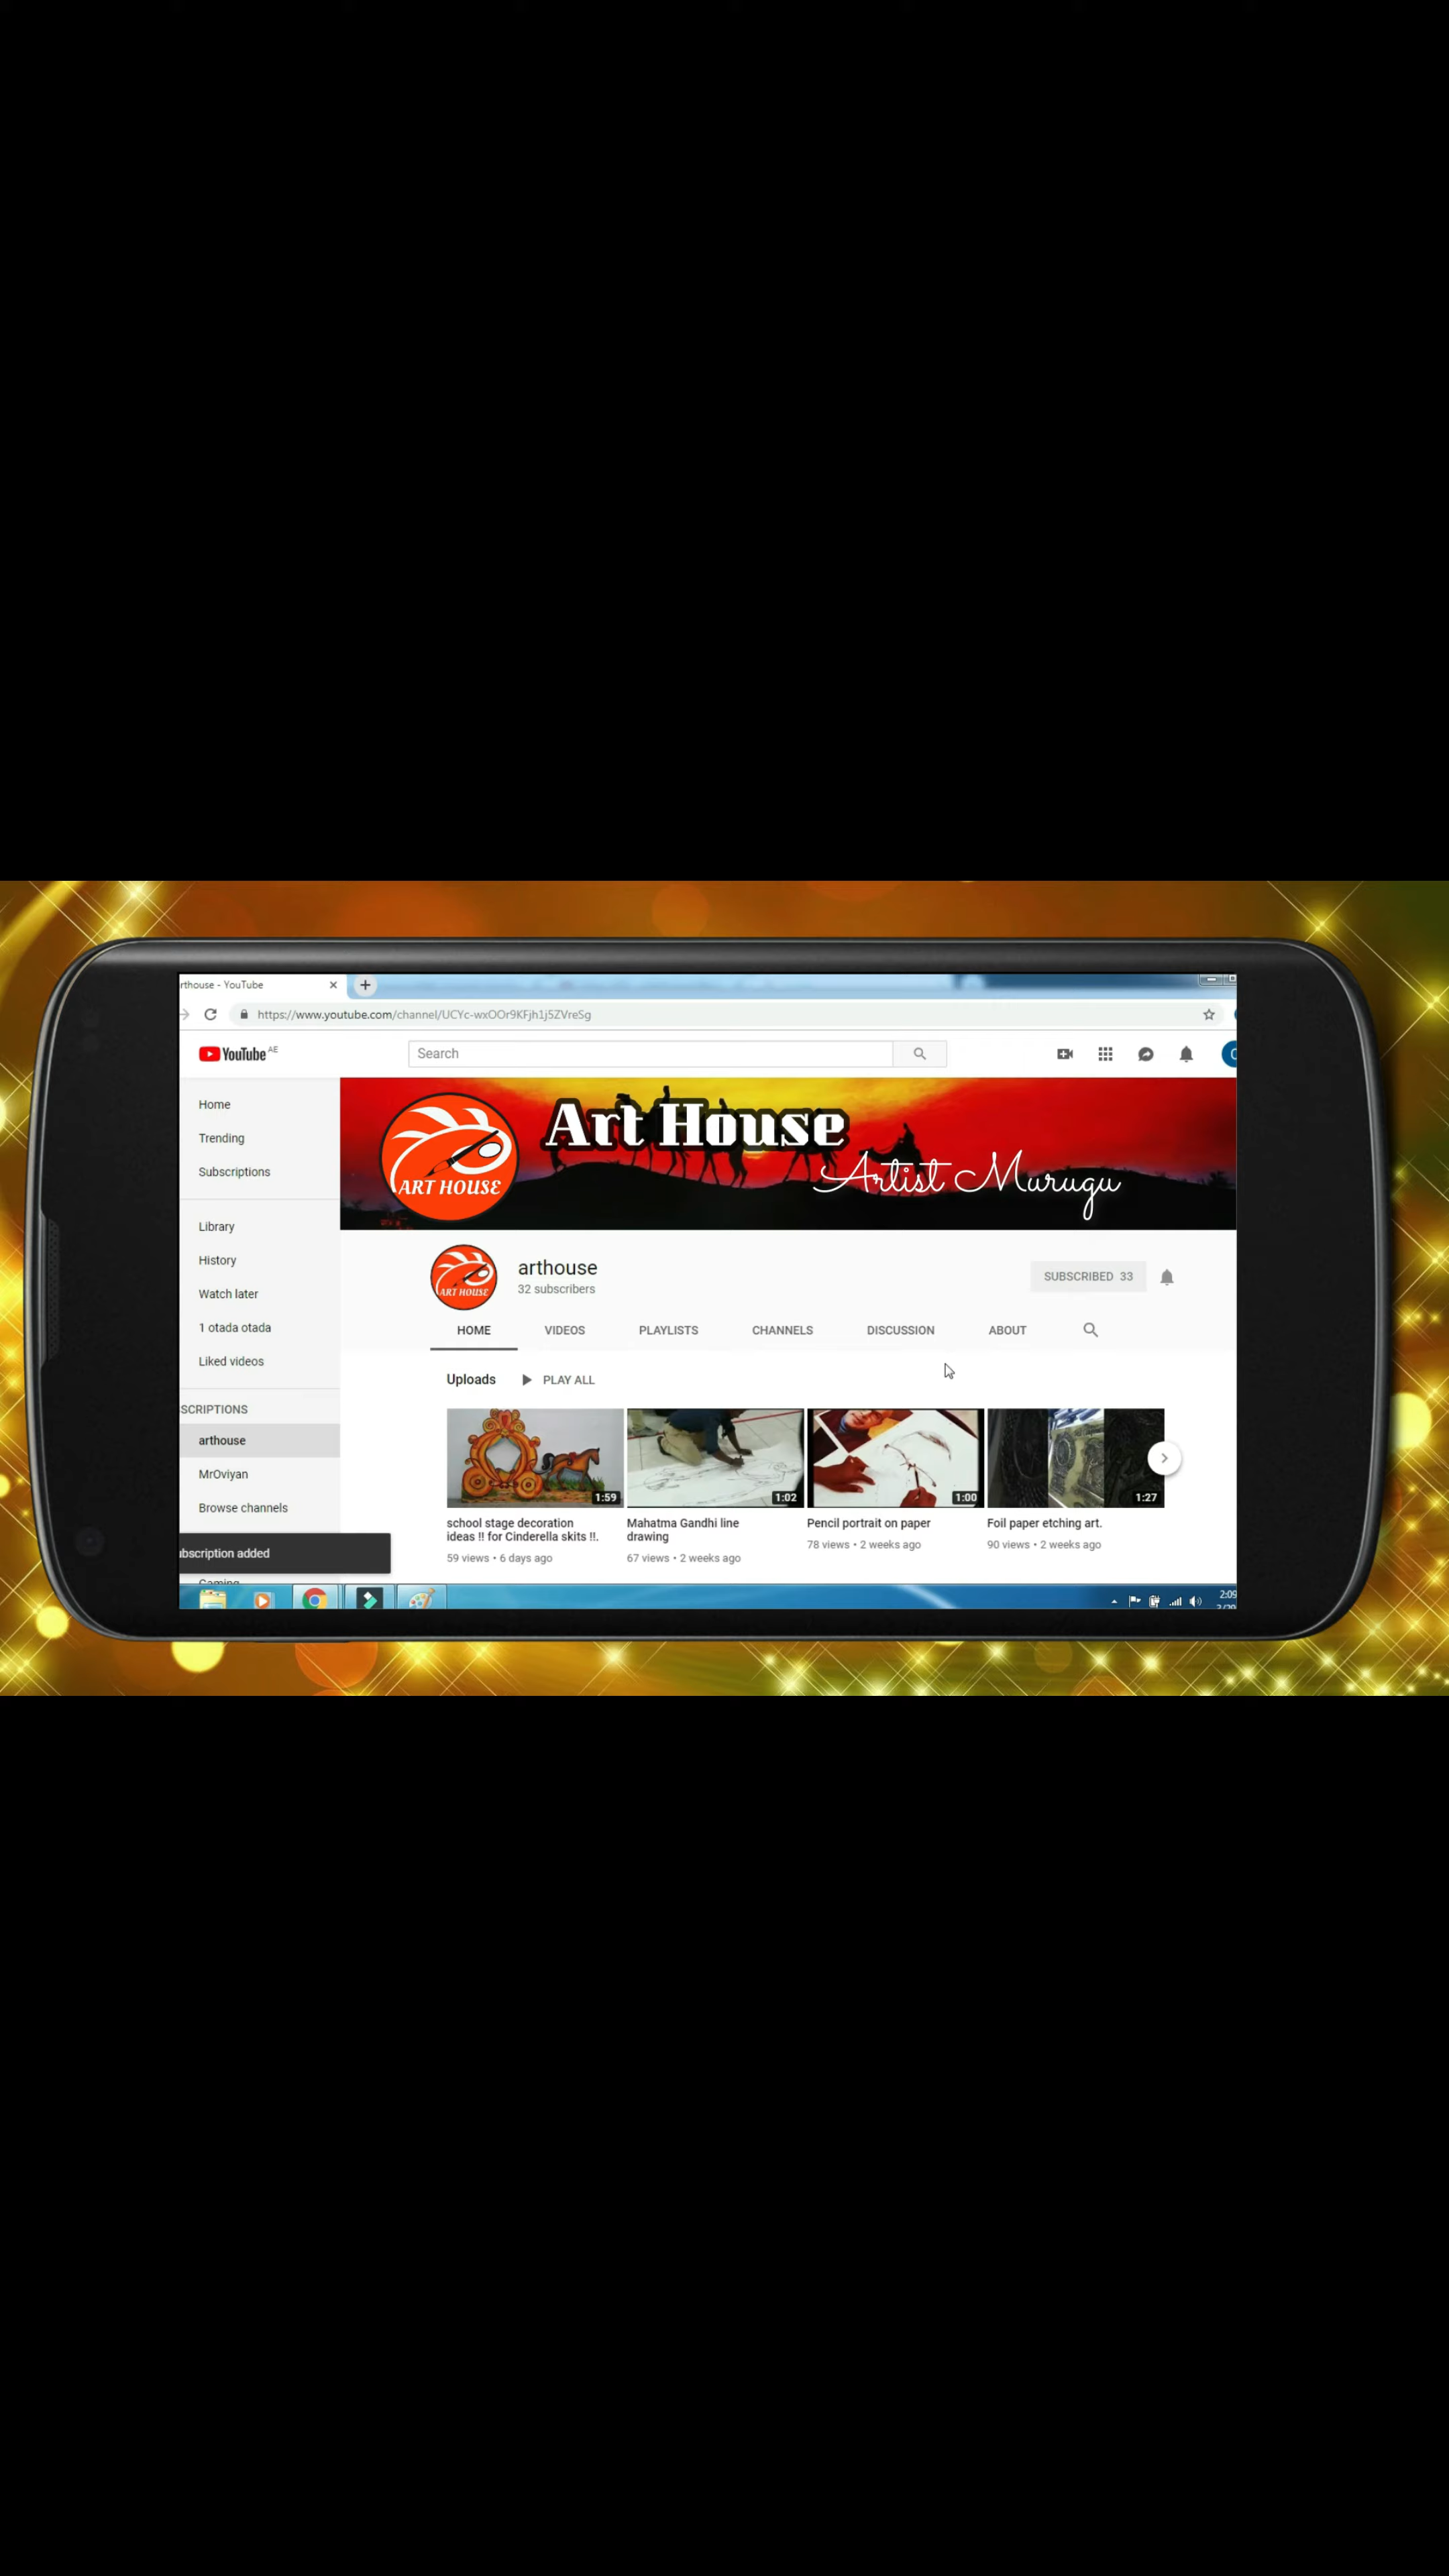 rthouse - YouTube
https://www.youtube.com/channel/UCYc-wxOOr9KFjh1j5ZVreSg
YouTube AE
Search
Home
Trending
Subscriptions
Library
History
Watch later
1 otada otada
Liked videos
SCRIPTIONS
arthouse
MrOviyan
Browse channels
bscription added
Gaming
ART HOUSE
Art House
Artist Murugu
ART HOUSE
arthouse
32 subscribers
SUBSCRIBED 33
HOME VIDEOS PLAYLISTS CHANNELS DISCUSSION ABOUT
Uploads PLAY ALL
1:59
school stage decoration
ideas !! for Cinderella skits !!.
59 views • 6 days ago
1:02
Mahatma Gandhi line
drawing
67 views • 2 weeks ago
1:00
Pencil portrait on paper
78 views • 2 weeks ago
1:27
Foil paper etching art.
90 views • 2 weeks ago
2:09